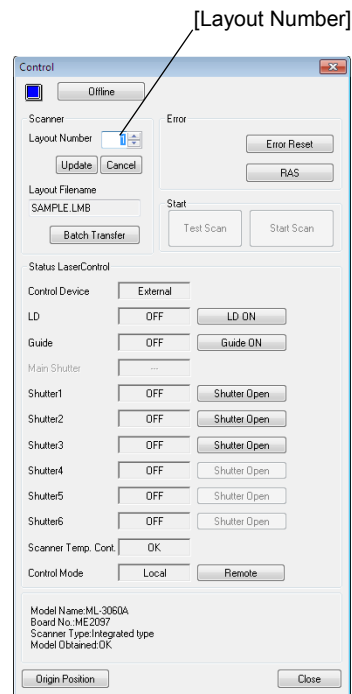 [Layout Number]
Control
Offline
Scanner
Layout Number 1
Update Cancel
Layout Filename
SAMPLE.LMB
Batch Transfer
Error
Error Reset
RAS
Start
Test Scan Start Scan
Status LaserControl
Control Device External
LD OFF LD ON
Guide OFF Guide ON
Main Shutter ---
Shutter1 OFF Shutter Open
Shutter2 OFF Shutter Open
Shutter3 OFF Shutter Open
Shutter4 OFF Shutter Open
Shutter5 OFF Shutter Open
Shutter6 OFF Shutter Open
Scanner Temp. Cont. OK
Control Mode Local Remote
Model Name:ML-3060A
Board No.:ME2097
Scanner Type:Integrated type
Model Obtained:OK
Origin Position Close